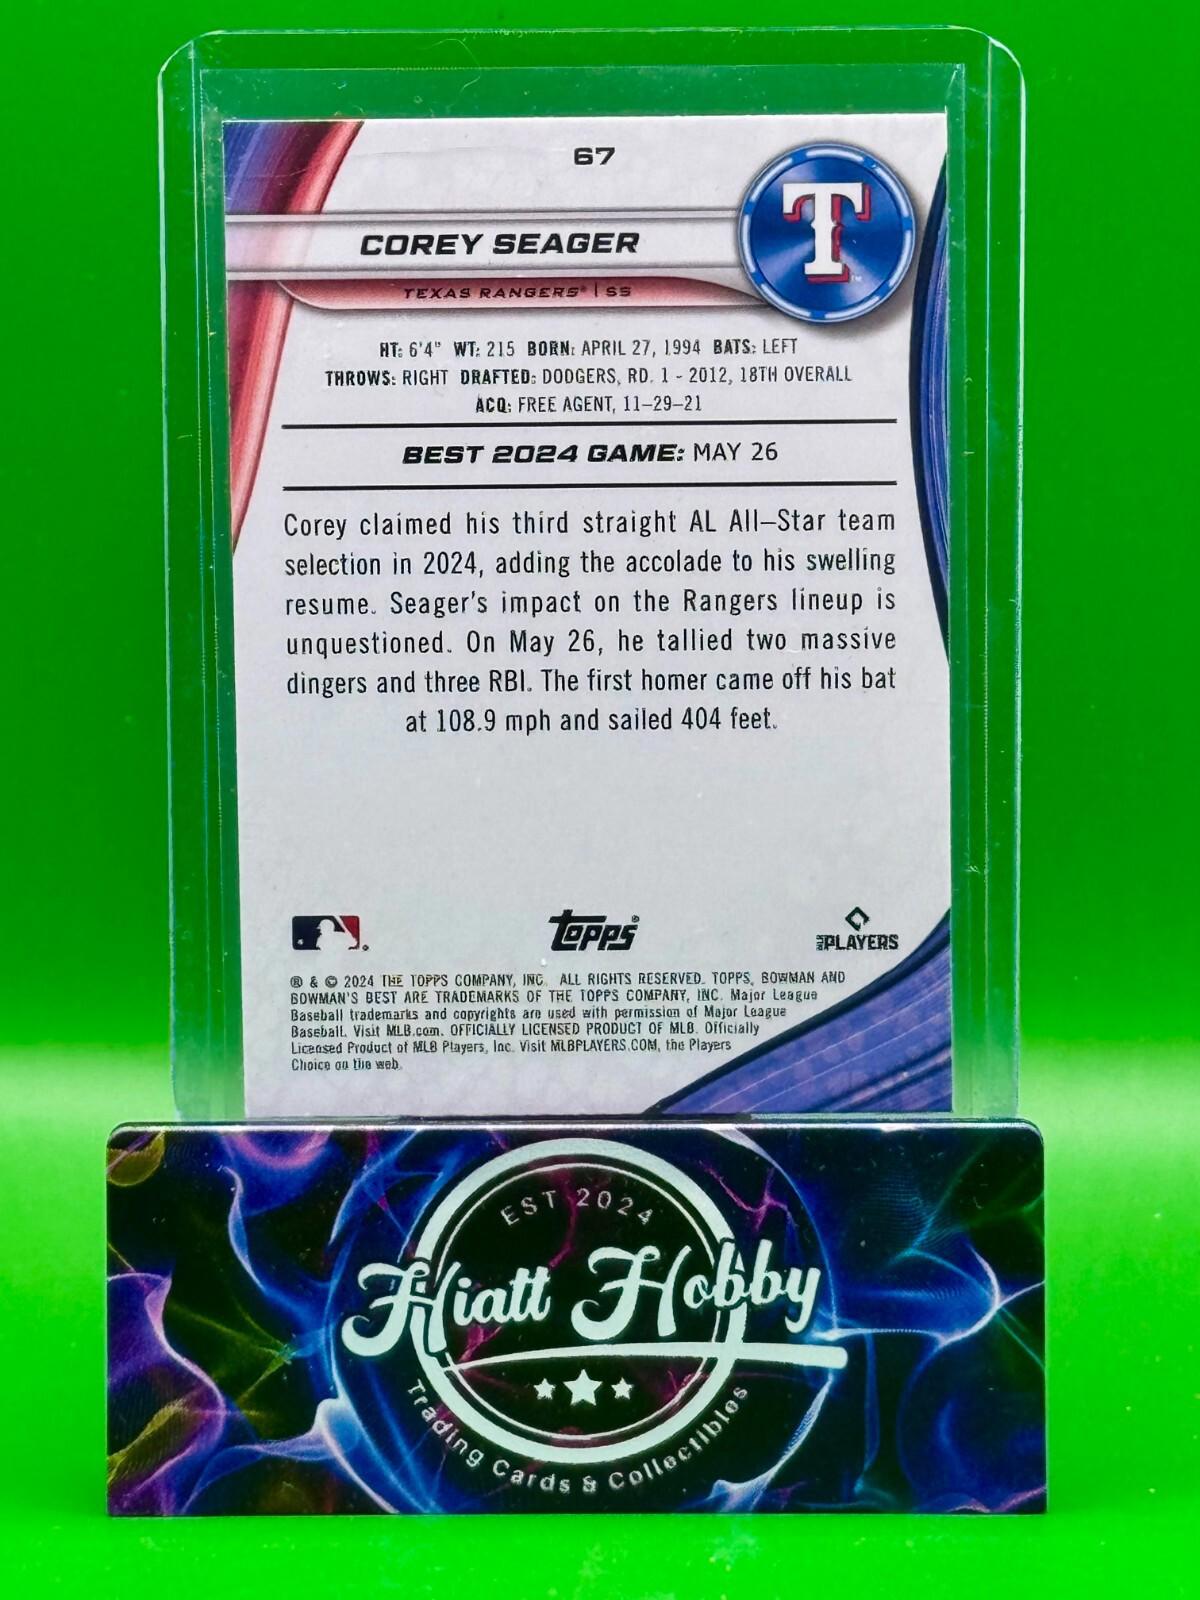 67
T
COREY SEAGER
TEXAS RANGERS® | SS
HT: 6'4" WT: 215 BORN: APRIL 27, 1994 BATS: LEFT
THROWS: RIGHT DRAFTED: DODGERS, RD. 1 - 2012, 18TH OVERALL
ACQ: FREE AGENT, 11-29-21
BEST 2024 GAME: MAY 26
Corey claimed his third straight AL All-Star team
selection in 2024, adding the accolade to his swelling
resume. Seager's impact on the Rangers lineup is
unquestioned. On May 26, he tallied two massive
dingers and three RBI. The first homer came off his bat
at 108.9 mph and sailed 404 feet.
Topps®
PLAYERS
® & © 2024 THE TOPPS COMPANY, INC. ALL RIGHTS RESERVED. TOPPS, BOWMAN AND
BOWMAN'S BEST ARE TRADEMARKS OF THE TOPPS COMPANY, INC. Major League
Baseball trademarks and copyrights are used with permission of Major League
Baseball. Visit MLB.com. OFFICIALLY LICENSED PRODUCT OF MLB. Officially
Licensed Product of MLB Players, Inc. Visit MLBPLAYERS.COM, the Players
Choice on the web.
EST 2024
Hiatt Hobby
Trading Cards & Collectibles